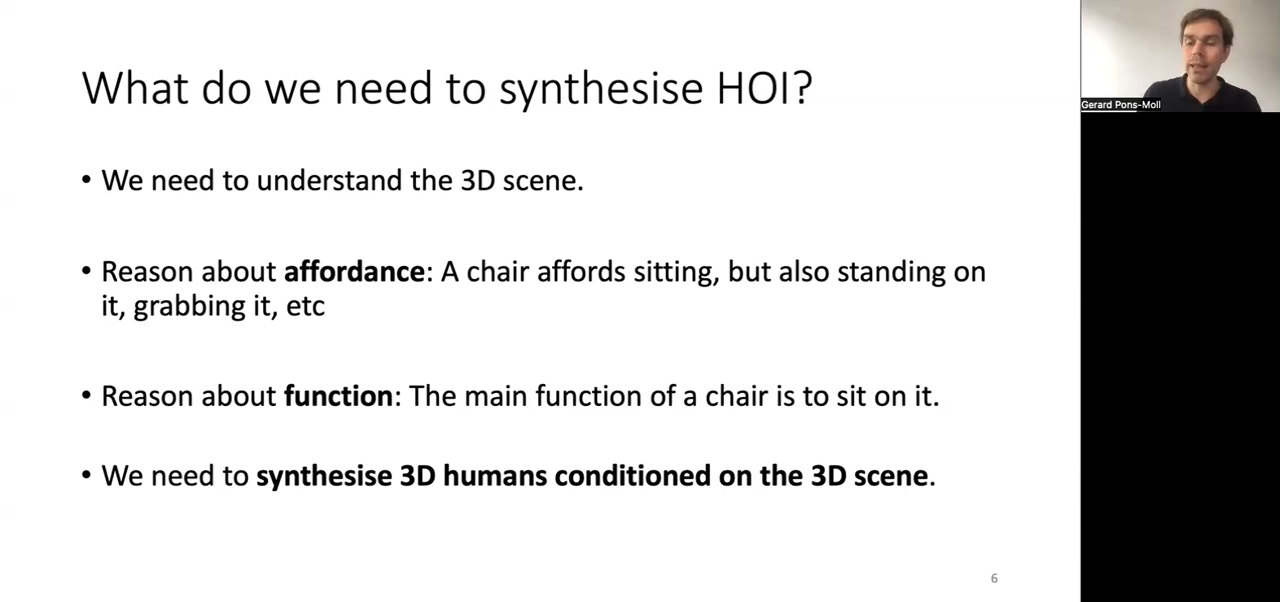 What do we need to synthesise HOI?
• We need to understand the 3D scene.
• Reason about affordance: A chair affords sitting, but also standing on
it, grabbing it, etc
• Reason about function: The main function of a chair is to sit on it.
• We need to synthesise 3D humans conditioned on the 3D scene.
6
Gerard Pons-Moll